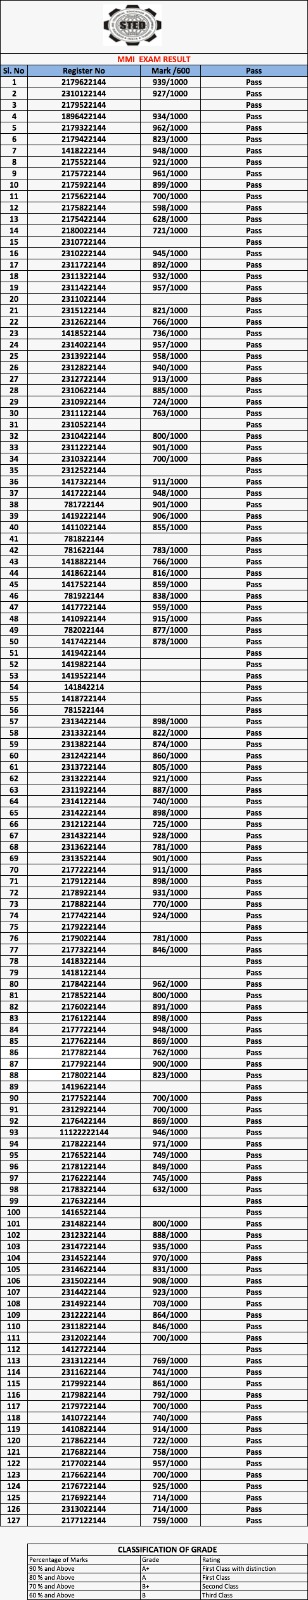 STED
MMI EXAM RESULT
Sl. No Register No Mark /600 Pass
1 2179622144 939/1000 Pass
2 2310122144 927/1000 Pass
3 2179522144 Pass
4 1896422144 934/1000 Pass
5 2179322144 962/1000 Pass
6 2179422144 823/1000 Pass
7 1418222144 948/1000 Pass
8 2175522144 921/1000 Pass
9 2175722144 961/1000 Pass
10 2175922144 899/1000 Pass
11 2175622144 700/1000 Pass
12 2175822144 598/1000 Pass
13 2175422144 628/1000 Pass
14 2180022144 721/1000 Pass
15 2310722144 Pass
16 2310222144 945/1000 Pass
17 2311722144 892/1000 Pass
18 2311322144 932/1000 Pass
19 2311422144 957/1000 Pass
20 2311022144 Pass
21 2315122144 821/1000 Pass
22 2312622144 766/1000 Pass
23 1418522144 736/1000 Pass
24 2314022144 957/1000 Pass
25 2313922144 958/1000 Pass
26 2312822144 940/1000 Pass
27 2312722144 913/1000 Pass
28 2310622144 885/1000 Pass
29 2310922144 724/1000 Pass
30 2311122144 763/1000 Pass
31 2310522144 Pass
32 2310422144 800/1000 Pass
33 2311222144 901/1000 Pass
34 2310322144 700/1000 Pass
35 2312522144 Pass
36 1417322144 911/1000 Pass
37 1417222144 948/1000 Pass
38 781722144 901/1000 Pass
39 1419222144 906/1000 Pass
40 1411022144 855/1000 Pass
41 781822144 Pass
42 781622144 783/1000 Pass
43 1418822144 766/1000 Pass
44 1418622144 816/1000 Pass
45 1417522144 859/1000 Pass
46 781922144 838/1000 Pass
47 1417722144 959/1000 Pass
48 1410922144 915/1000 Pass
49 782022144 877/1000 Pass
50 1417422144 878/1000 Pass
51 1419422144 Pass
52 1419822144 Pass
53 1419522144 Pass
54 141842214 Pass
55 1418722144 Pass
56 781522144 Pass
57 2313422144 898/1000 Pass
58 2313322144 822/1000 Pass
59 2313822144 874/1000 Pass
60 2312422144 860/1000 Pass
61 2313722144 805/1000 Pass
62 2313222144 921/1000 Pass
63 2311922144 887/1000 Pass
64 2314122144 740/1000 Pass
65 2314222144 898/1000 Pass
66 2312122144 725/1000 Pass
67 2314322144 928/1000 Pass
68 2313622144 781/1000 Pass
69 2313522144 901/1000 Pass
70 2177222144 911/1000 Pass
71 2179122144 898/1000 Pass
72 2178922144 931/1000 Pass
73 2178822144 770/1000 Pass
74 2177422144 924/1000 Pass
75 2179222144 Pass
76 2179022144 781/1000 Pass
77 2177322144 846/1000 Pass
78 1418322144 Pass
79 1418122144 Pass
80 2178422144 962/1000 Pass
81 2178522144 800/1000 Pass
82 2176022144 891/1000 Pass
83 2176122144 898/1000 Pass
84 2177722144 948/1000 Pass
85 2177622144 869/1000 Pass
86 2177822144 762/1000 Pass
87 2177922144 900/1000 Pass
88 2178022144 823/1000 Pass
89 1419622144 Pass
90 2177522144 700/1000 Pass
91 2312922144 700/1000 Pass
92 2176422144 869/1000 Pass
93 11122222144 946/1000 Pass
94 2178222144 971/1000 Pass
95 2176522144 749/1000 Pass
96 2178122144 849/1000 Pass
97 2176222144 745/1000 Pass
98 2178322144 632/1000 Pass
99 2176322144 Pass
100 1416522144 Pass
101 2314822144 800/1000 Pass
102 2312322144 888/1000 Pass
103 2314722144 935/1000 Pass
104 2314522144 970/1000 Pass
105 2314622144 831/1000 Pass
106 2315022144 908/1000 Pass
107 2314422144 923/1000 Pass
108 2314922144 703/1000 Pass
109 2312222144 864/1000 Pass
110 2311822144 846/1000 Pass
111 2312022144 700/1000 Pass
112 1412722144 Pass
113 2313122144 769/1000 Pass
114 2311622144 741/1000 Pass
115 2179922144 861/1000 Pass
116 2179822144 792/1000 Pass
117 2179722144 700/1000 Pass
118 1410722144 740/1000 Pass
119 1410822144 914/1000 Pass
120 2178622144 722/1000 Pass
121 2176822144 758/1000 Pass
122 2177022144 957/1000 Pass
123 2176622144 700/1000 Pass
124 2176722144 925/1000 Pass
125 2176922144 714/1000 Pass
126 2313022144 714/1000 Pass
127 2177122144 759/1000 Pass
CLASSIFICATION OF GRADE
Percentage of Marks Grade Rating
90 % and Above A+ First Class with distinction
80 % and Above A First Class
70 % and Above B+ Second Class
60 % and Above B Third Class